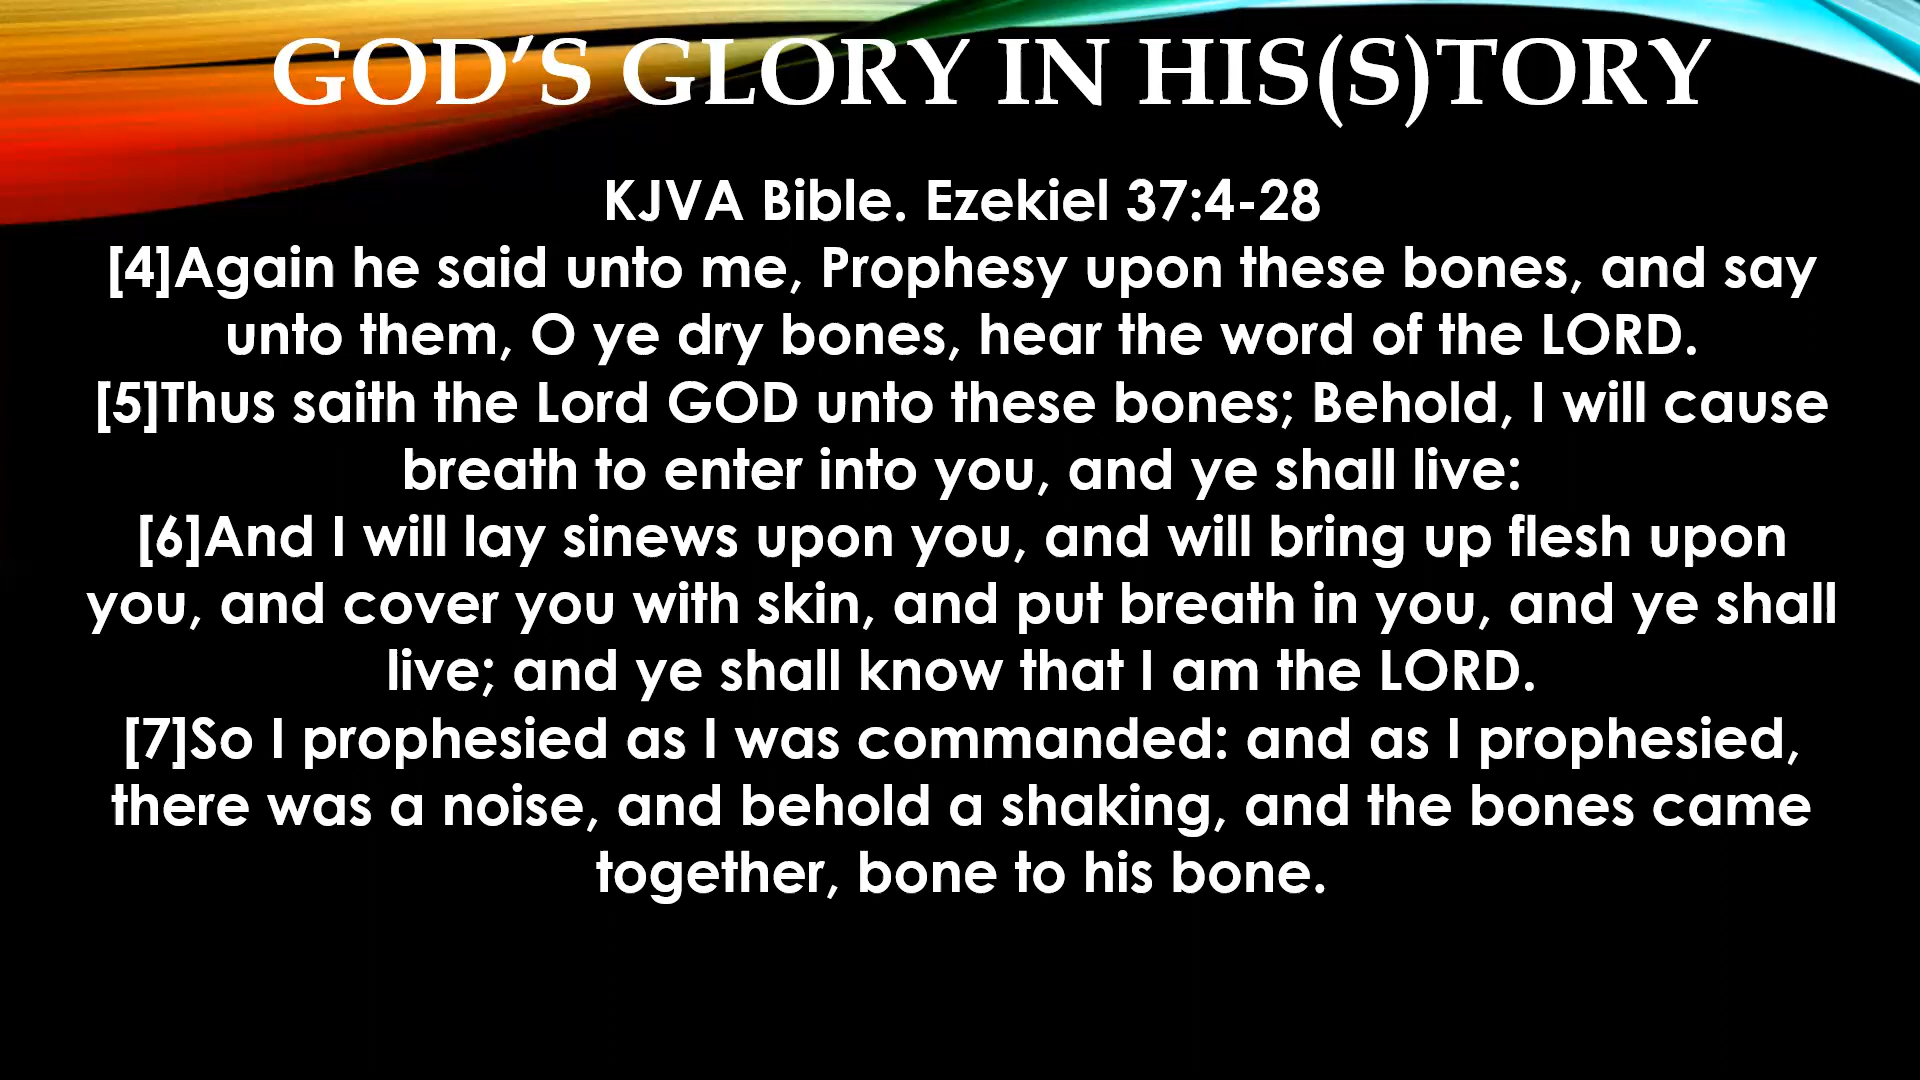 GOD’S GLORY IN HIS(S)TORY
KJVA Bible. Ezekiel 37:4-28
[4]Again he said unto me, Prophesy upon these bones, and say
unto them, O ye dry bones, hear the word of the LORD.
[5]Thus saith the Lord GOD unto these bones; Behold, I will cause
breath to enter into you, and ye shall live:
[6]And I will lay sinews upon you, and will bring up flesh upon
you, and cover you with skin, and put breath in you, and ye shall
live; and ye shall know that I am the LORD.
[7]So I prophesied as I was commanded: and as I prophesied,
there was a noise, and behold a shaking, and the bones came
together, bone to his bone.